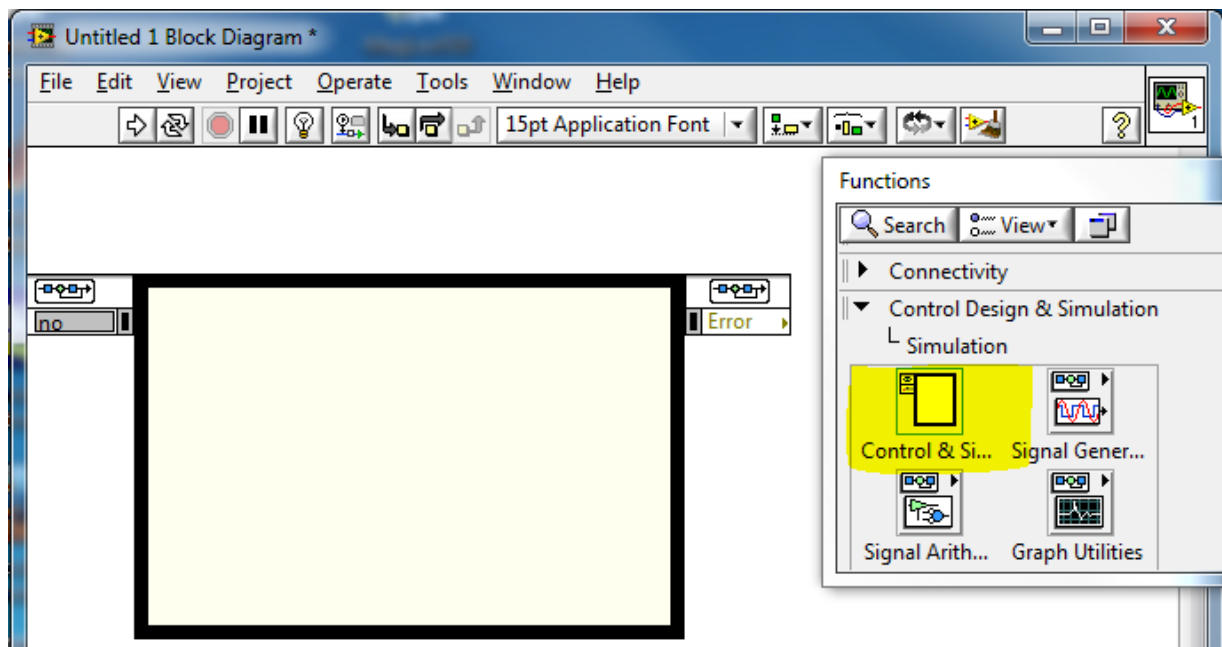 Untitled 1 Block Diagram *
File Edit View Project Operate Tools Window Help
15pt Application Font
1
Functions
Search View
Connectivity
Control Design & Simulation
Simulation
no
Error
Control & Si... Signal Gener...
Signal Arith... Graph Utilities